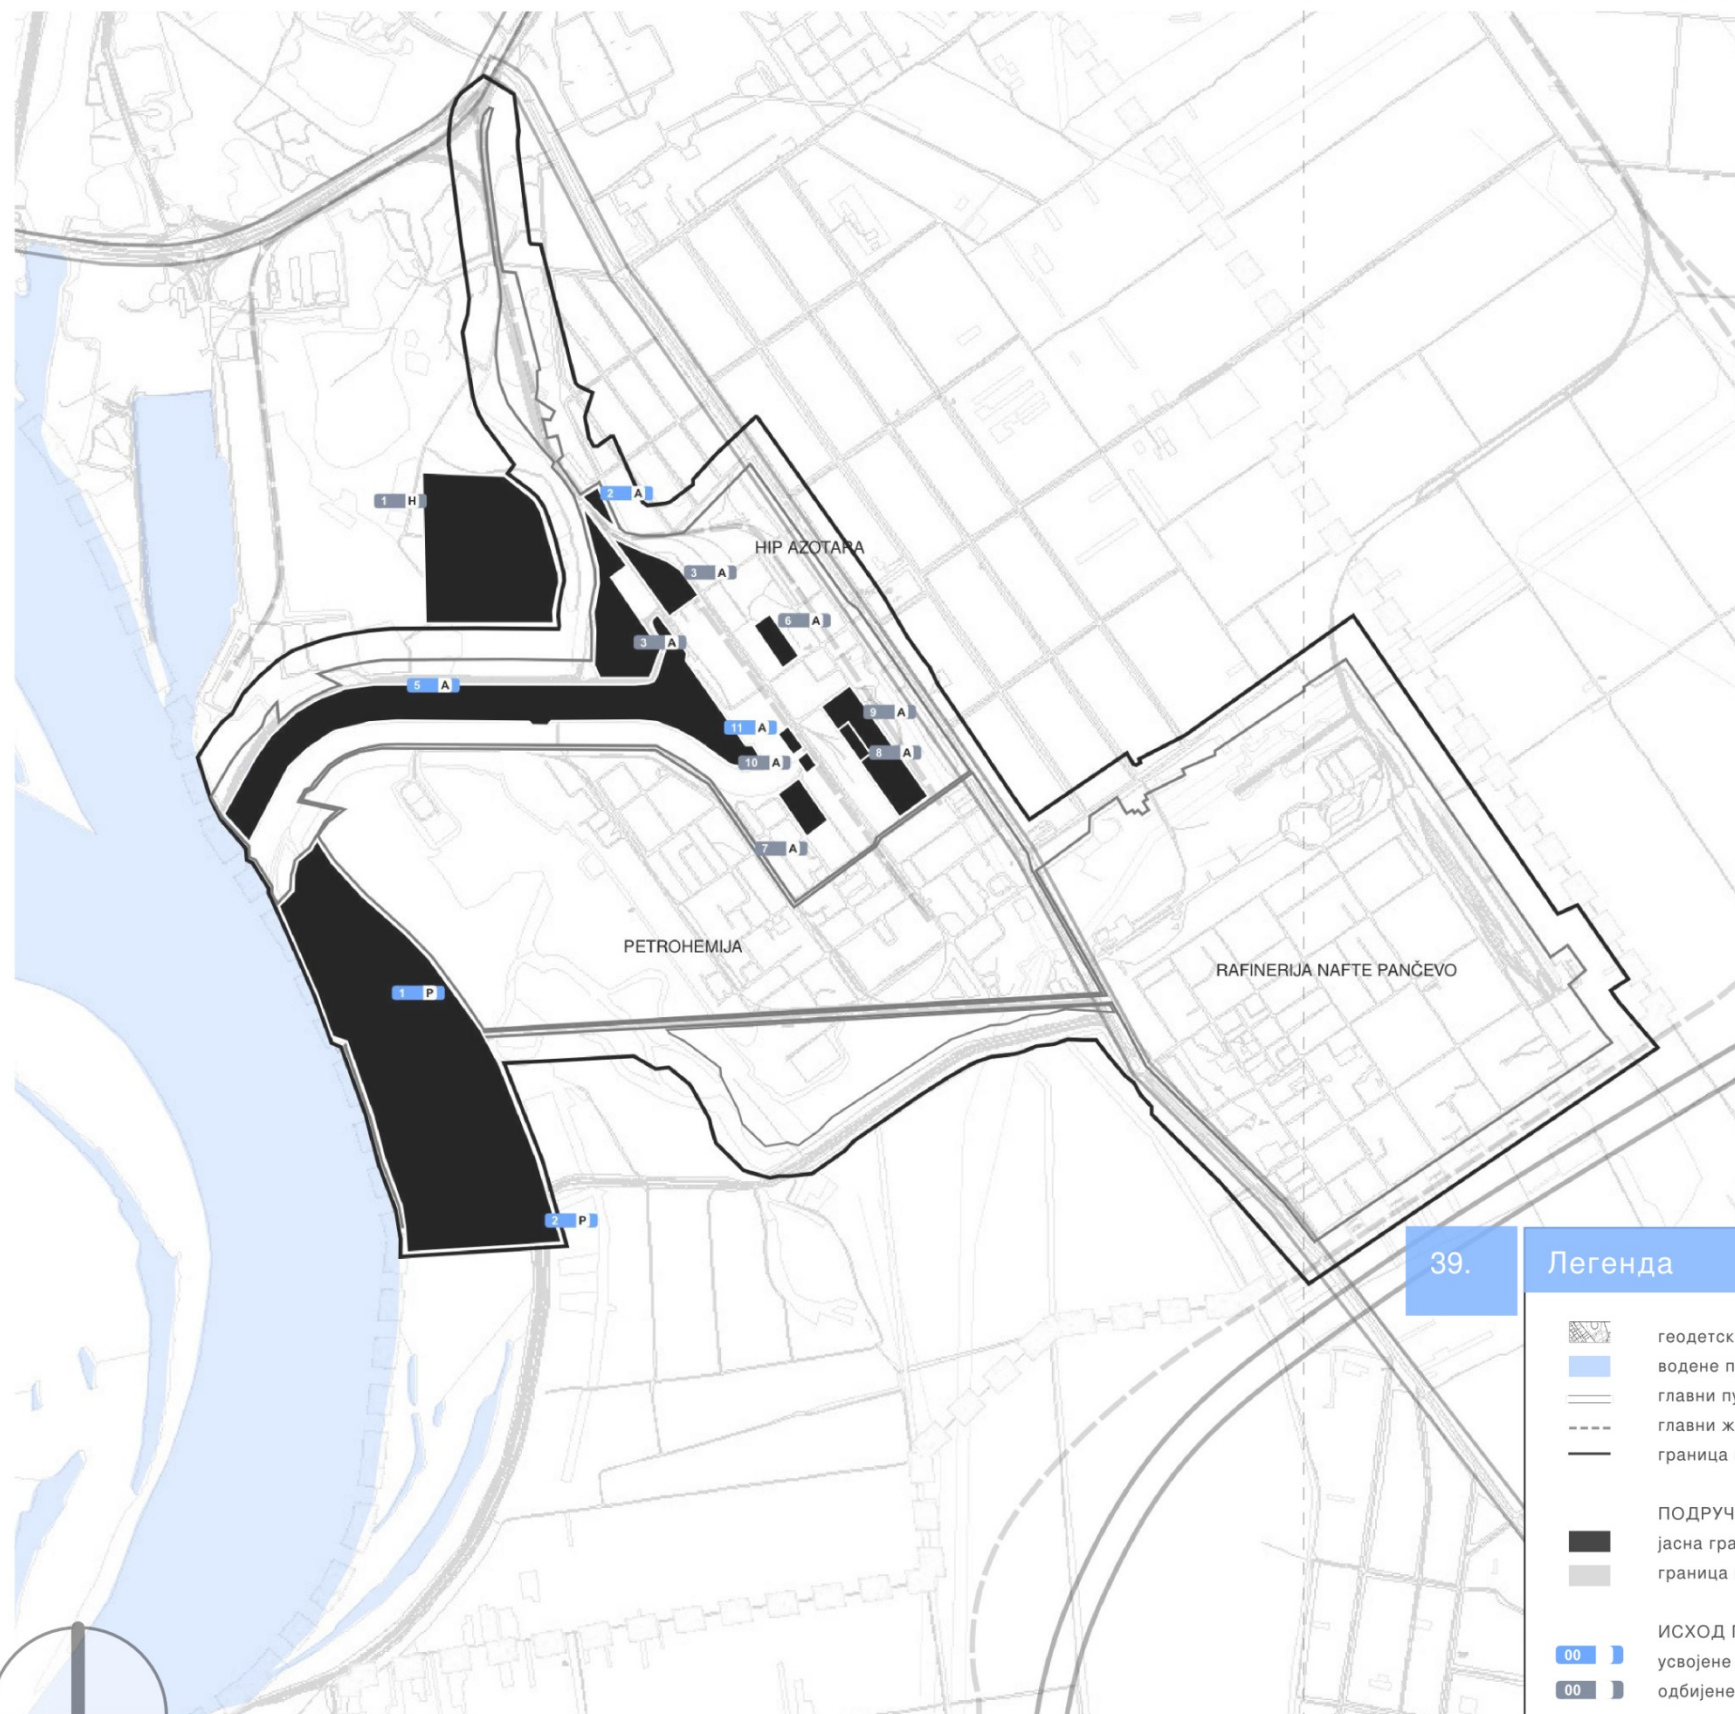 1 H
2 A
HIP AZOTARA
3 A
6 A
3 A
5 A
9 A
11 A
8 A
10 A
7 A
PETROHEMIJA
RAFINERIJA NAFTE PANČEVO
1 P
2 P
39.
Легенда
геодетск
водене п
главни пу
главни ж
граница
ПОДРУЧ
јасна гра
граница
ИСХОД
00 усвојене
00 одбијене